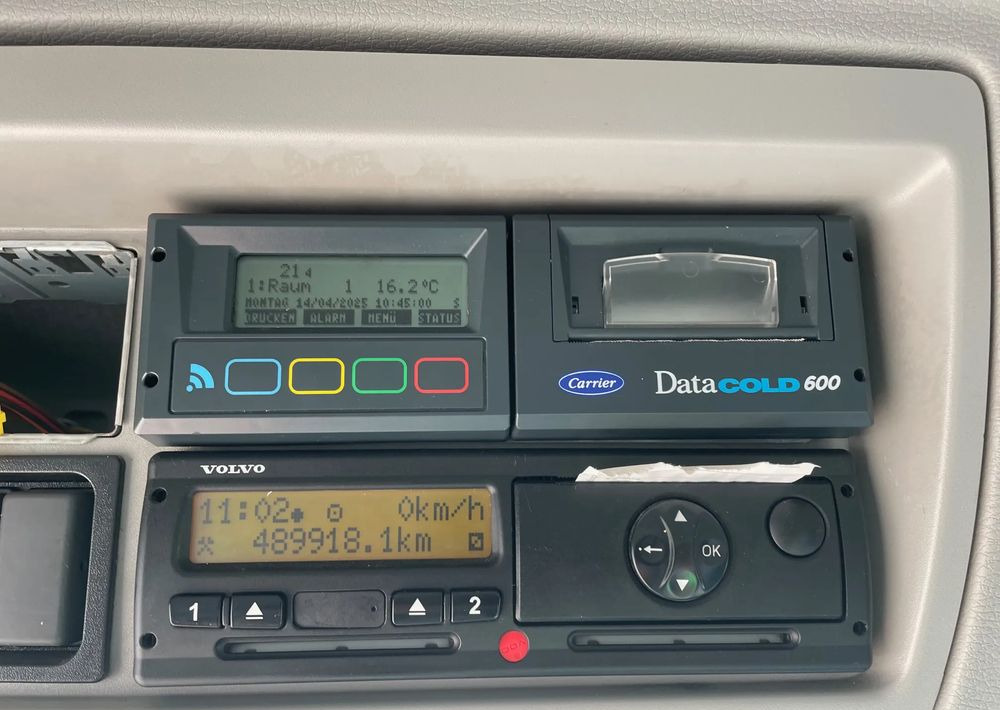 21
1:Raum 1 16.2°C
MONTAG 14/04/2025 10:45:00 S
DRUCKEN ALARM MENÜ STATUS
Carrier
DataCOLD 600
VOLVO
11:02 0km/h
489918.1km
1 2
OK